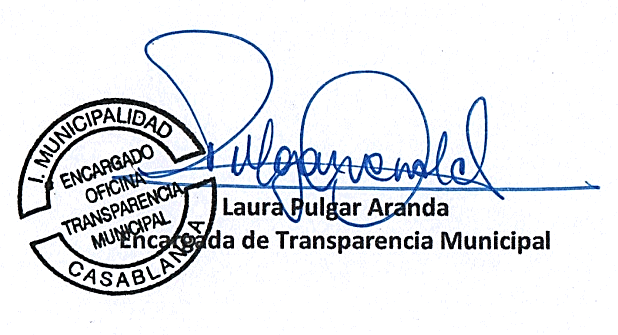 I. MUNICIPALIDAD
ENCARGADO
OFICINA
TRANSPARENCIA
MUNICIPAL
CASABLANCA
Laura Pulgar Aranda
Encargada de Transparencia Municipal